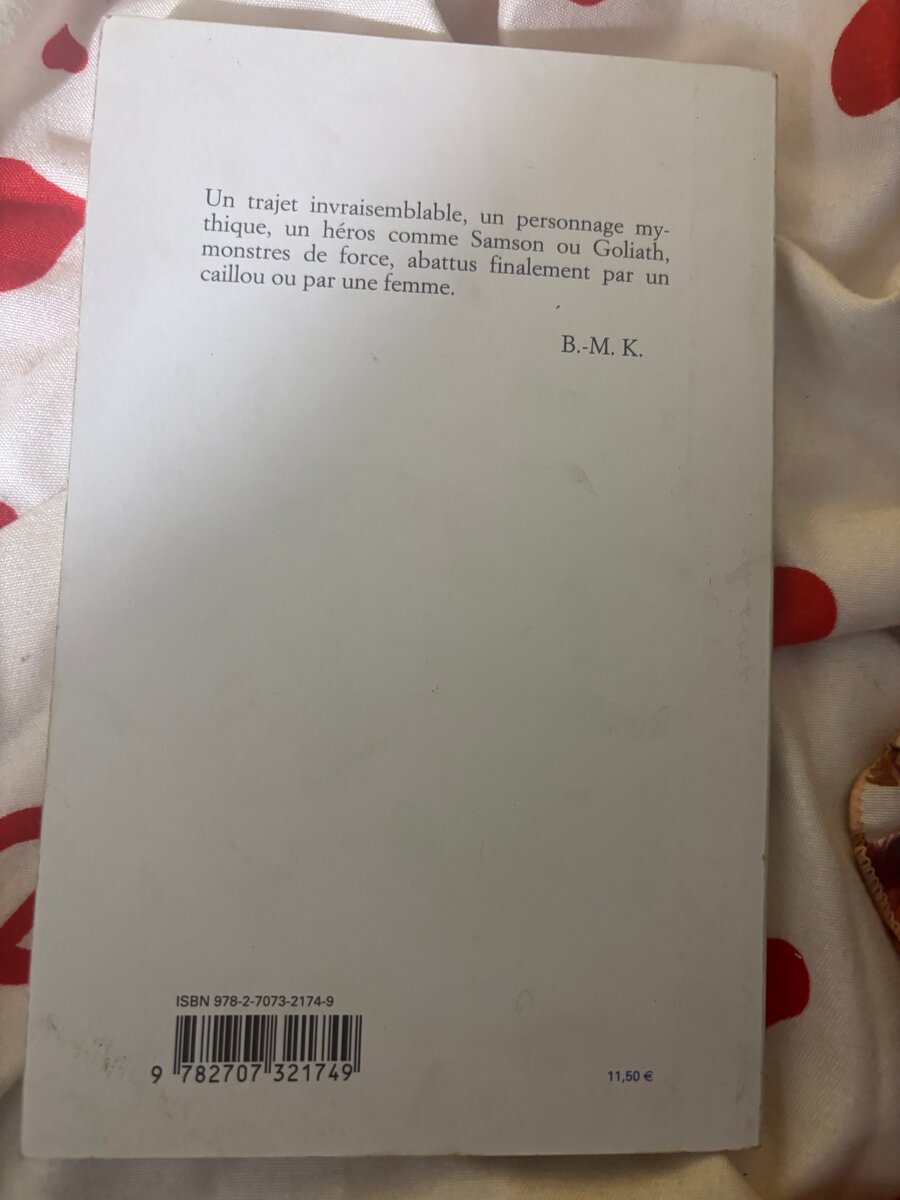 Un trajet invraisemblable, un personnage my-
thique, un héros comme Samson ou Goliath,
monstres de force, abattus finalement par un
caillou ou par une femme.
B.-M. K.
ISBN 978-2-7073-2174-9
9 782707 321749
11,50 €